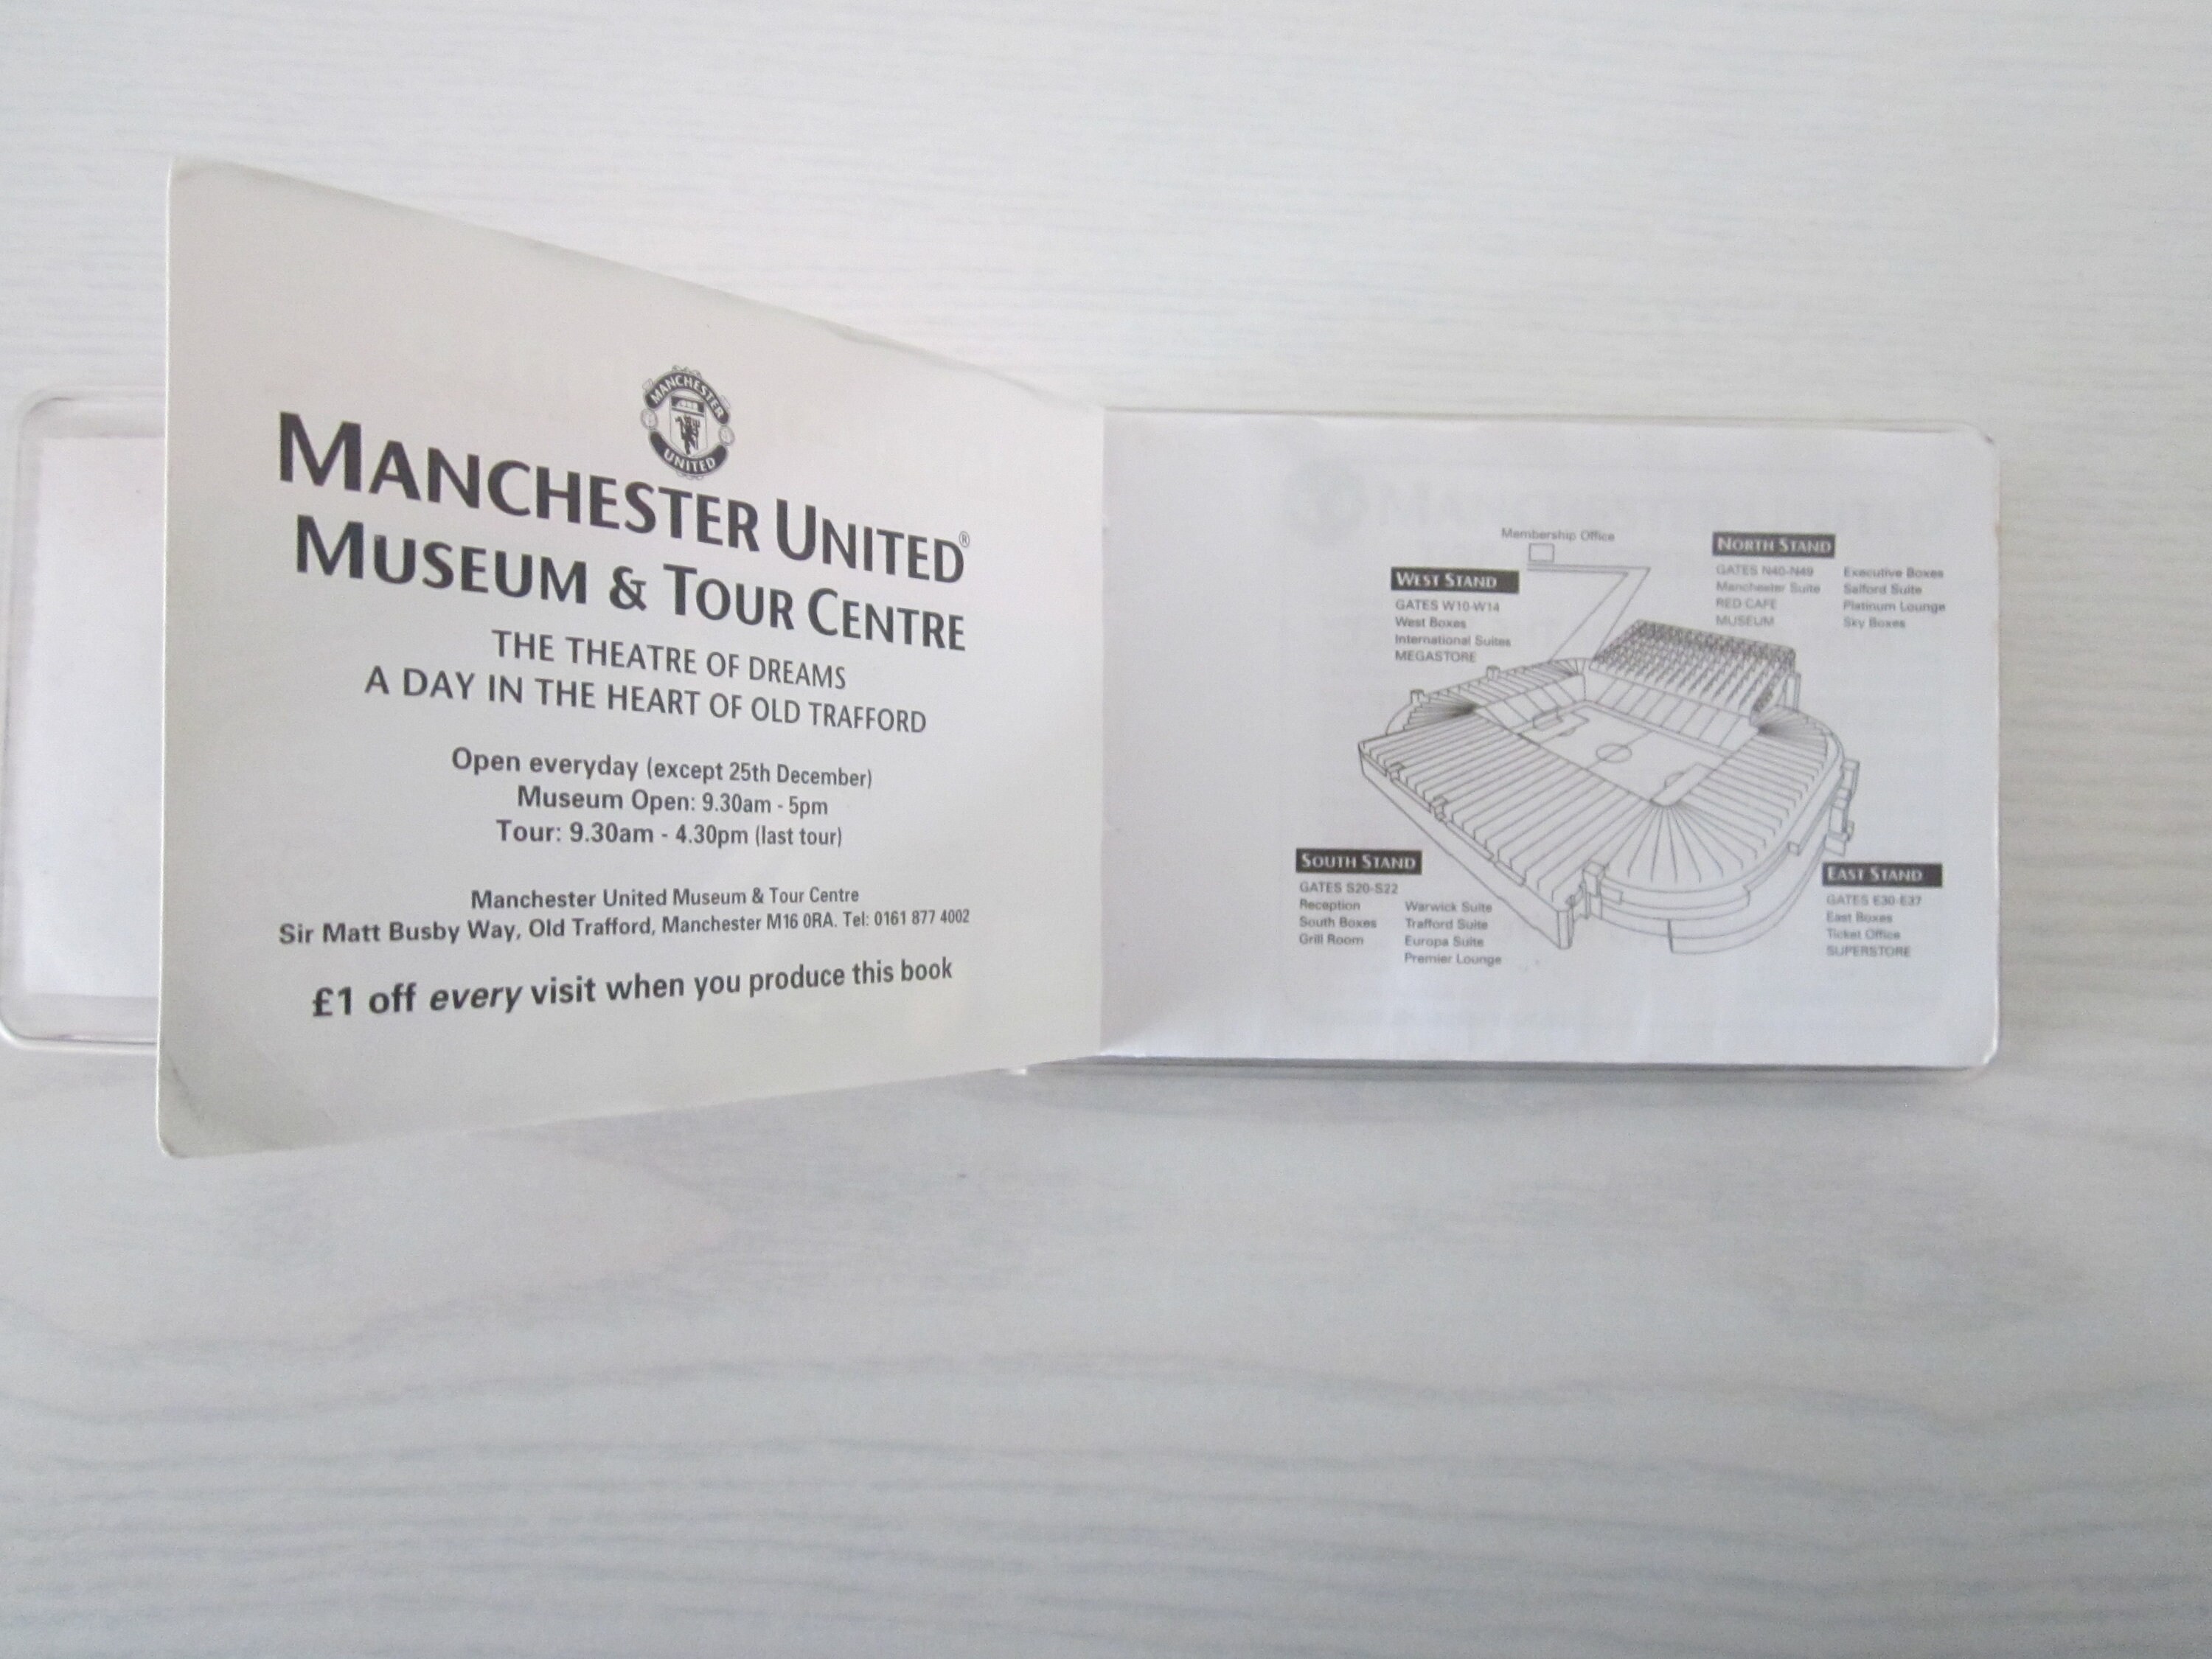 MANCHESTER
UNITED
MANCHESTER UNITED®
MUSEUM & TOUR CENTRE
THE THEATRE OF DREAMS
A DAY IN THE HEART OF OLD TRAFFORD
Open everyday (except 25th December)
Museum Open: 9.30am - 5pm
Tour: 9.30am - 4.30pm (last tour)
Manchester United Museum & Tour Centre
Sir Matt Busby Way, Old Trafford, Manchester M16 0RA. Tel: 0161 877 4002
£1 off every visit when you produce this book
Membership Office
WEST STAND
GATES W10-W14
West Boxes
International Suites
MEGASTORE
NORTH STAND
GATES N40-N49
Manchester Suite
RED CAFE
MUSEUM
Executive Boxes
Salford Suite
Platinum Lounge
Sky Boxes
SOUTH STAND
GATES S20-S22
Reception
South Boxes
Grill Room
Warwick Suite
Trafford Suite
Europa Suite
Premier Lounge
EAST STAND
GATES E30-E37
East Boxes
Ticket Office
SUPERSTORE